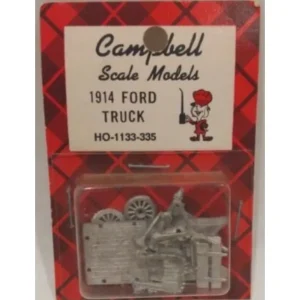 Campbell
Scale Models
1914 FORD
TRUCK
HO-1133-335